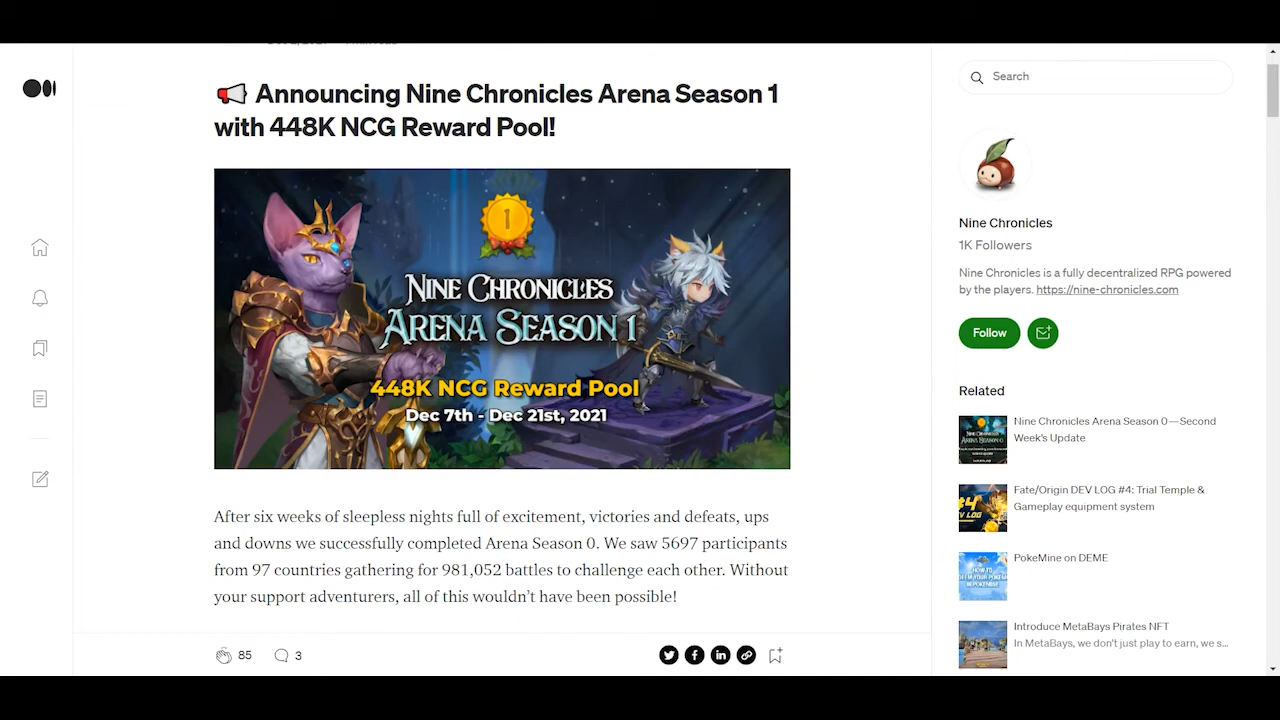 Announcing Nine Chronicles Arena Season 1
with 448K NCG Reward Pool!
1
NINE CHRONICLES
ARENA SEASON 1
448K NCG Reward Pool
Dec 7th - Dec 21st, 2021
After six weeks of sleepless nights full of excitement, victories and defeats, ups
and downs we successfully completed Arena Season 0. We saw 5697 participants
from 97 countries gathering for 981,052 battles to challenge each other. Without
your support adventurers, all of this wouldn't have been possible!
85
3
Search
Nine Chronicles
1K Followers
Nine Chronicles is a fully decentralized RPG powered
by the players. https://nine-chronicles.com
Follow
Related
Nine Chronicles Arena Season 0—Second
Week's Update
Fate/Origin DEV LOG #4: Trial Temple &
Gameplay equipment system
PokeMine on DEME
Introduce MetaBays Pirates NFT
In MetaBays, we don't just play to earn, we s...